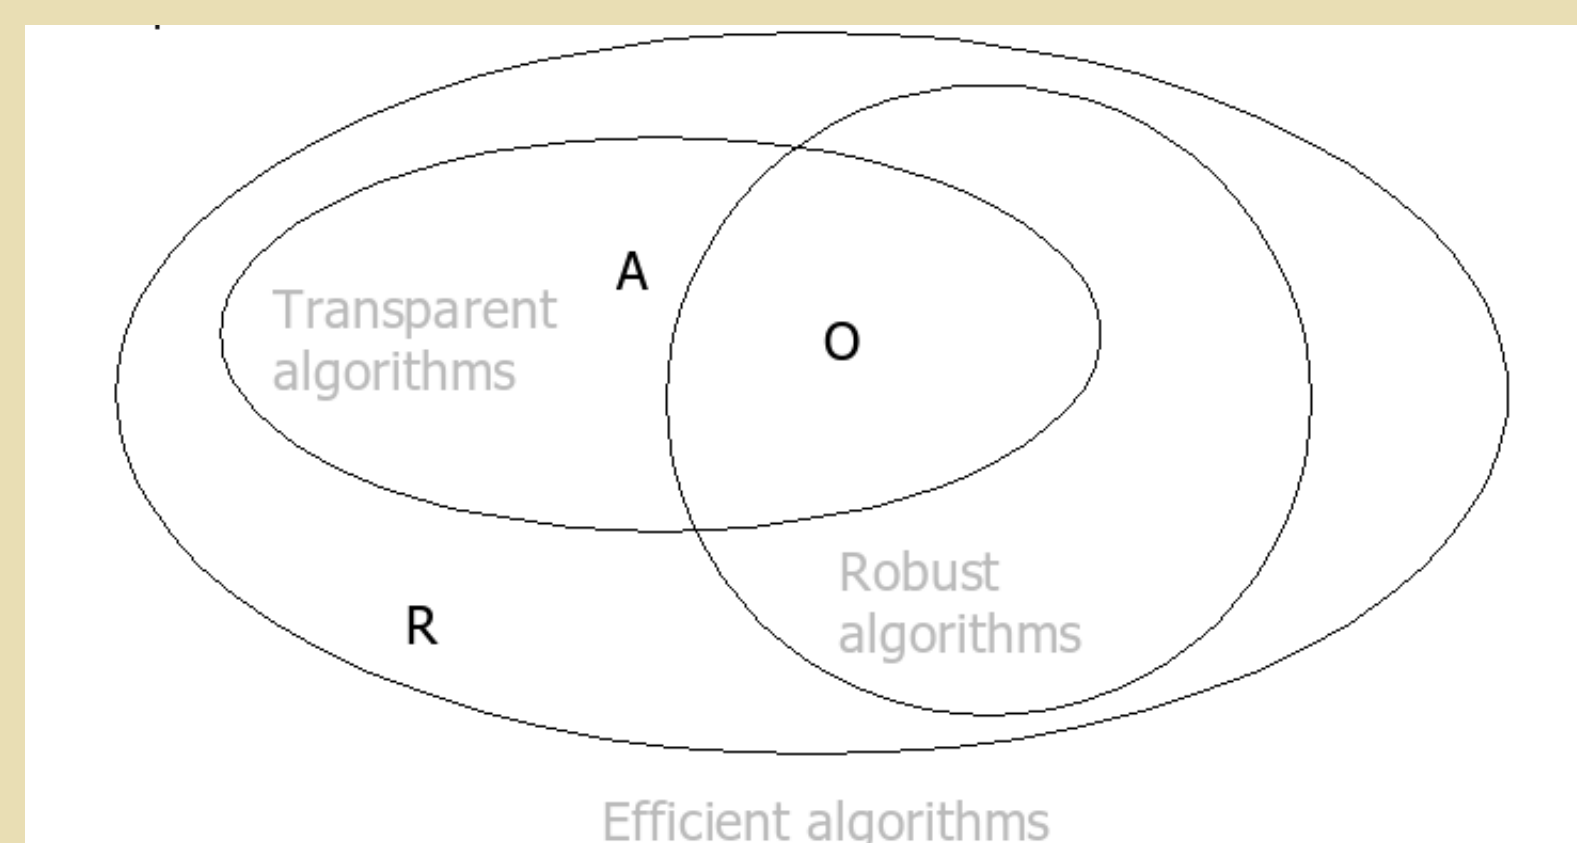 A
Transparent
algorithms
O
Robust
algorithms
R
Efficient algorithms